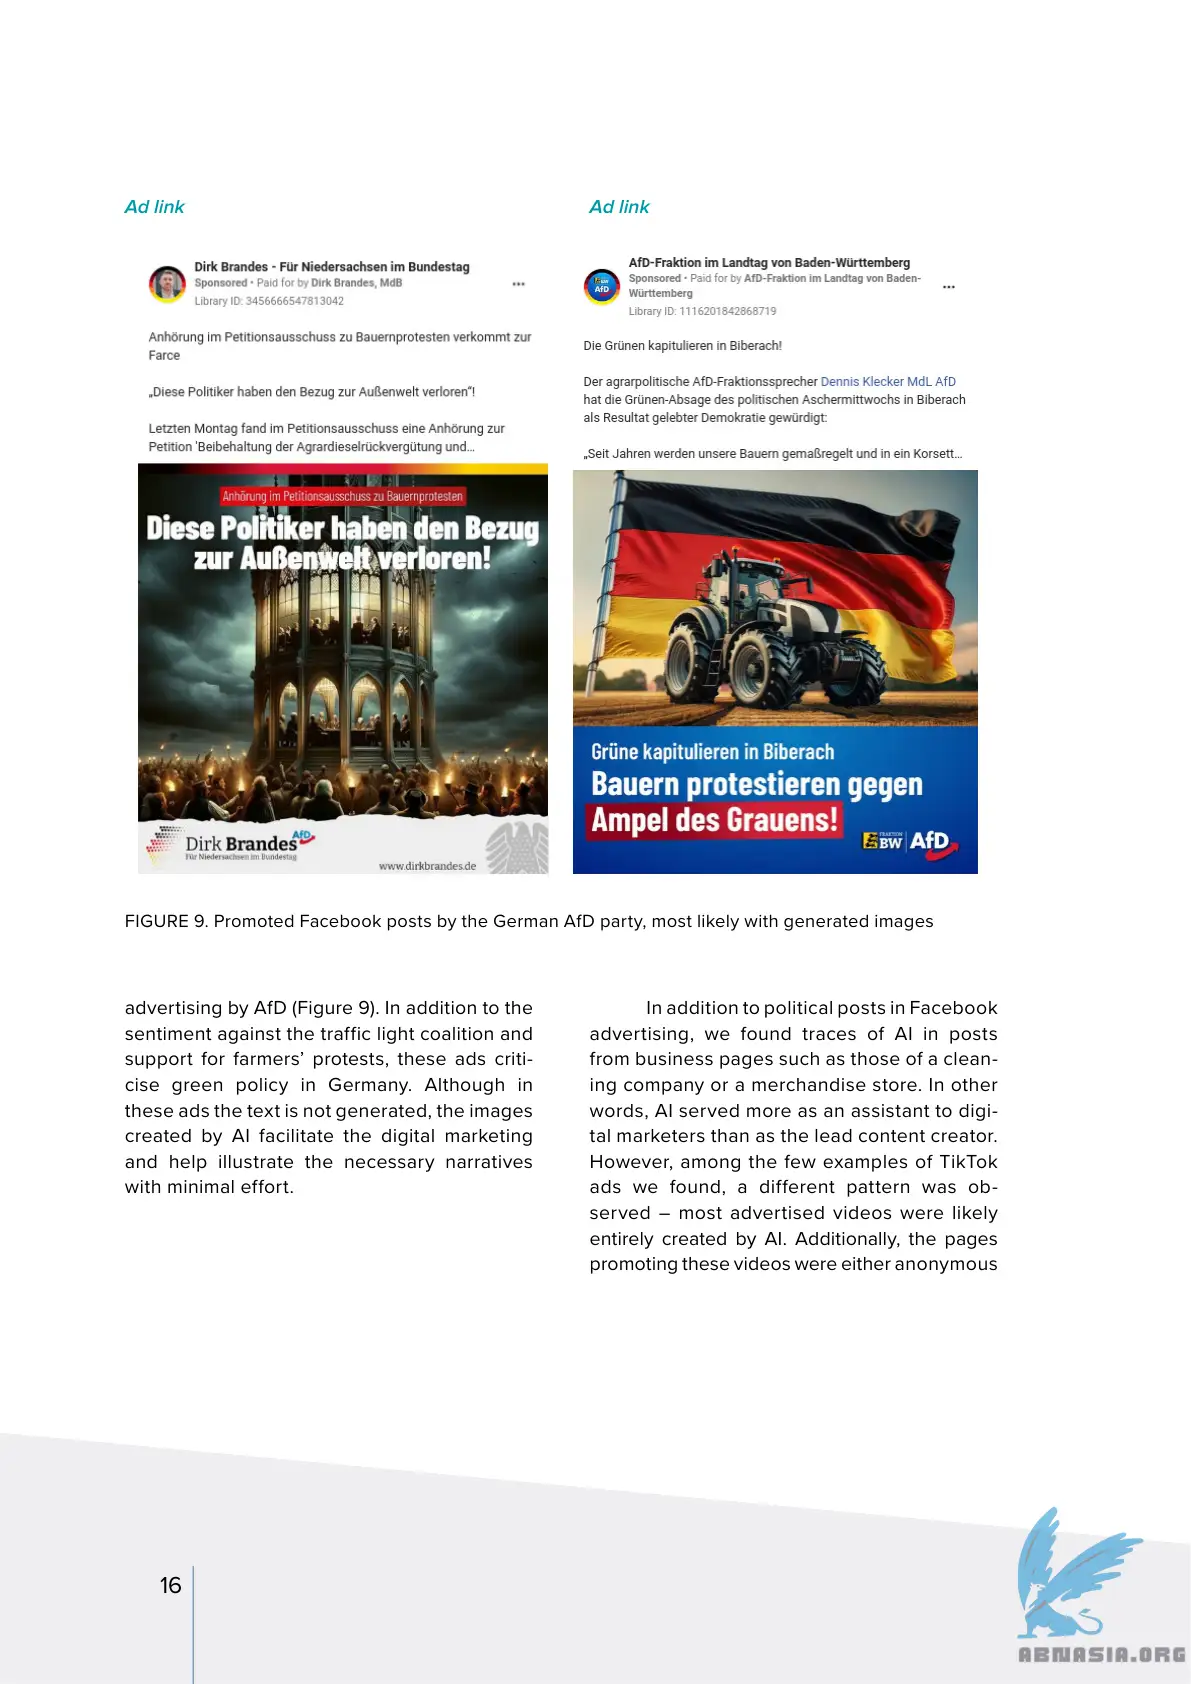 Ad link
Dirk Brandes - Für Niedersachsen im Bundestag
Sponsored • Paid for by Dirk Brandes, MdB
Library ID: 3456666547813042
Anhörung im Petitionsausschuss zu Bauernprotesten verkommt zur
Farce
„Diese Politiker haben den Bezug zur Außenwelt verloren“!
Letzten Montag fand im Petitionsausschuss eine Anhörung zur
Petition 'Beibehaltung der Agrardieselrückvergütung und...
Anhörung im Petitionsausschuss zu Bauernprotesten
Diese Politiker haben den Bezug
zur Außenwelt verloren!
Dirk Brandes AfD
Für Niedersachsen im Bundestag
www.dirkbrandes.de
Ad link
AfD-Fraktion im Landtag von Baden-Württemberg
Sponsored • Paid for by AfD-Fraktion im Landtag von Baden-
Württemberg
Library ID: 1116201842868719
BW
AfD
Die Grünen kapitulieren in Biberach!
Der agrarpolitische AfD-Fraktionssprecher Dennis Klecker MdL AfD
hat die Grünen-Absage des politischen Aschermittwochs in Biberach
als Resultat gelebter Demokratie gewürdigt:
„Seit Jahren werden unsere Bauern gemaßregelt und in ein Korsett...
Grüne kapitulieren in Biberach
Bauern protestieren gegen
Ampel des Grauens!
FRAKTION
BW AfD
FIGURE 9. Promoted Facebook posts by the German AfD party, most likely with generated images
advertising by AfD (Figure 9). In addition to the
sentiment against the traffic light coalition and
support for farmers’ protests, these ads criti-
cise green policy in Germany. Although in
these ads the text is not generated, the images
created by AI facilitate the digital marketing
and help illustrate the necessary narratives
with minimal effort.
In addition to political posts in Facebook
advertising, we found traces of AI in posts
from business pages such as those of a clean-
ing company or a merchandise store. In other
words, AI served more as an assistant to digi-
tal marketers than as the lead content creator.
However, among the few examples of TikTok
ads we found, a different pattern was ob-
served – most advertised videos were likely
entirely created by AI. Additionally, the pages
promoting these videos were either anonymous
16
ABNASIA.ORG